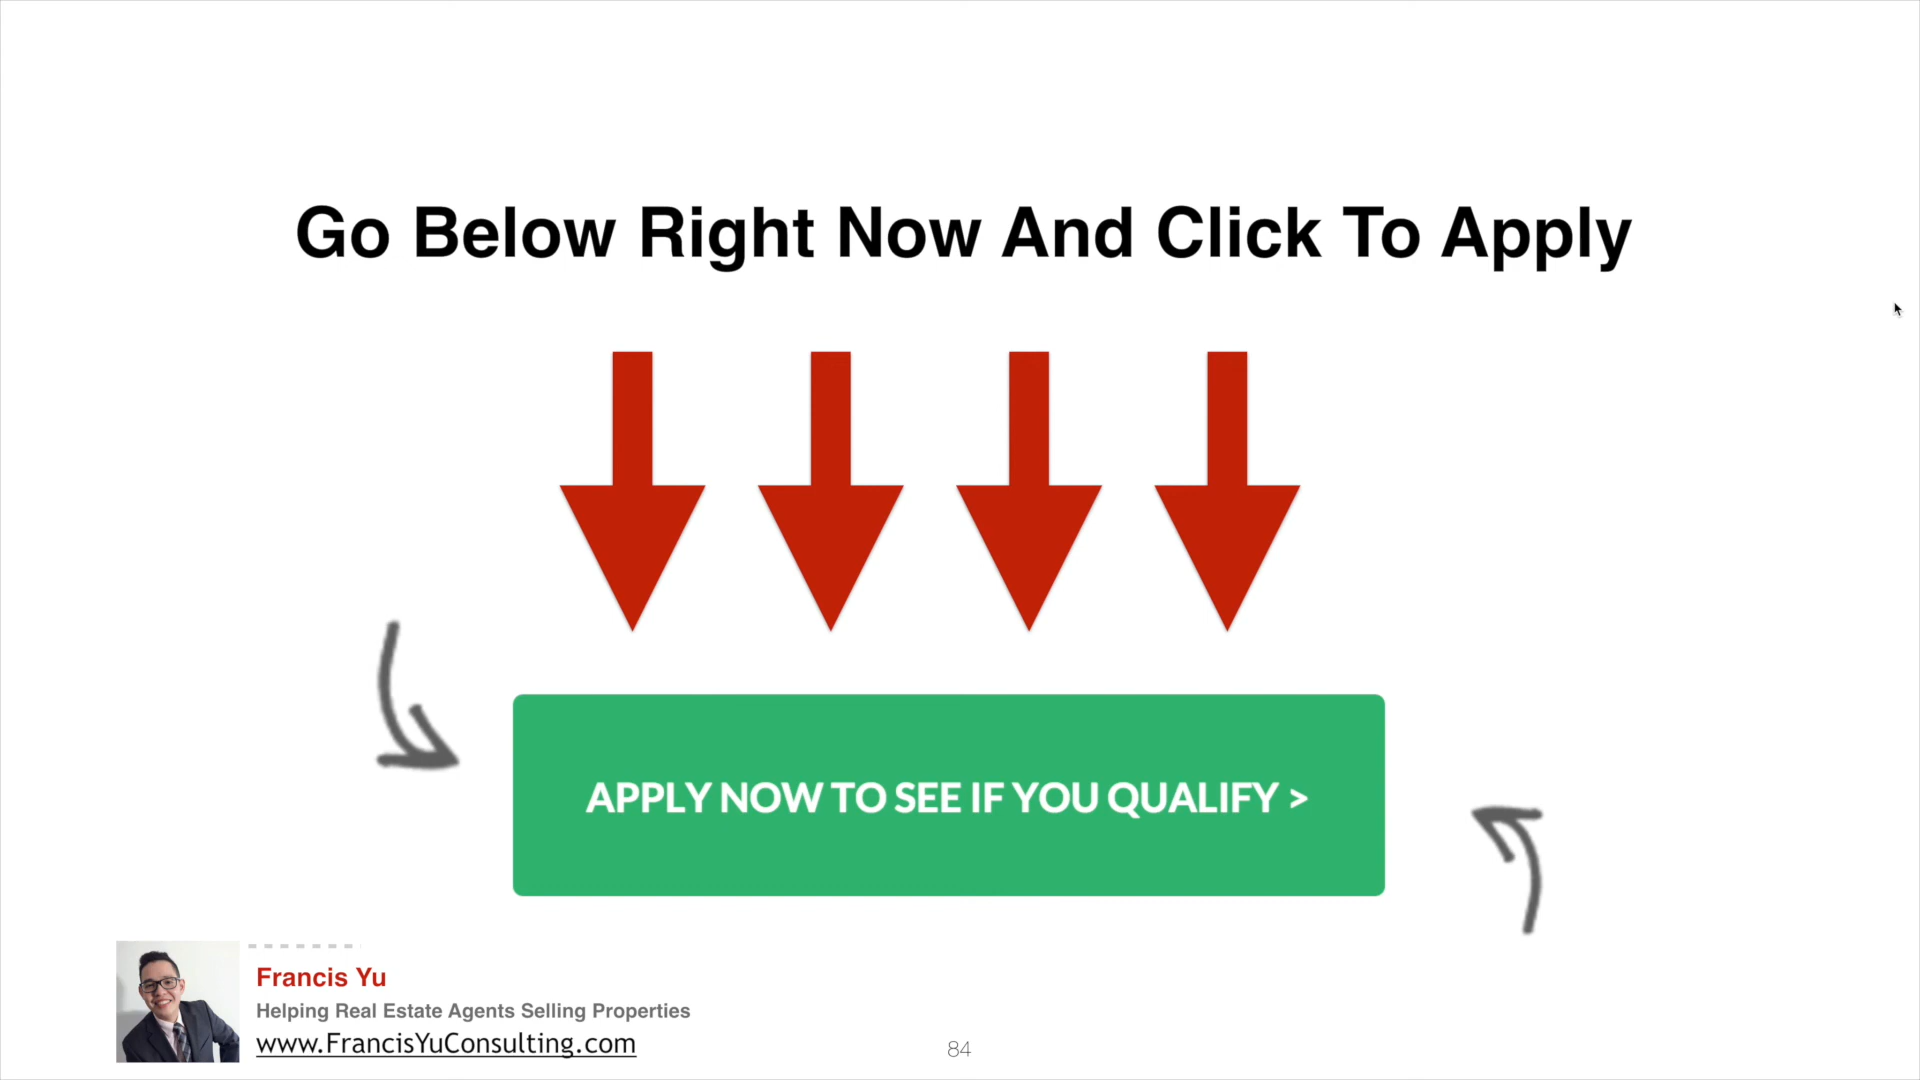 Go Below Right Now And Click To Apply
APPLY NOW TO SEE IF YOU QUALIFY >
Francis Yu
Helping Real Estate Agents Selling Properties
www.FrancisYuConsulting.com
84